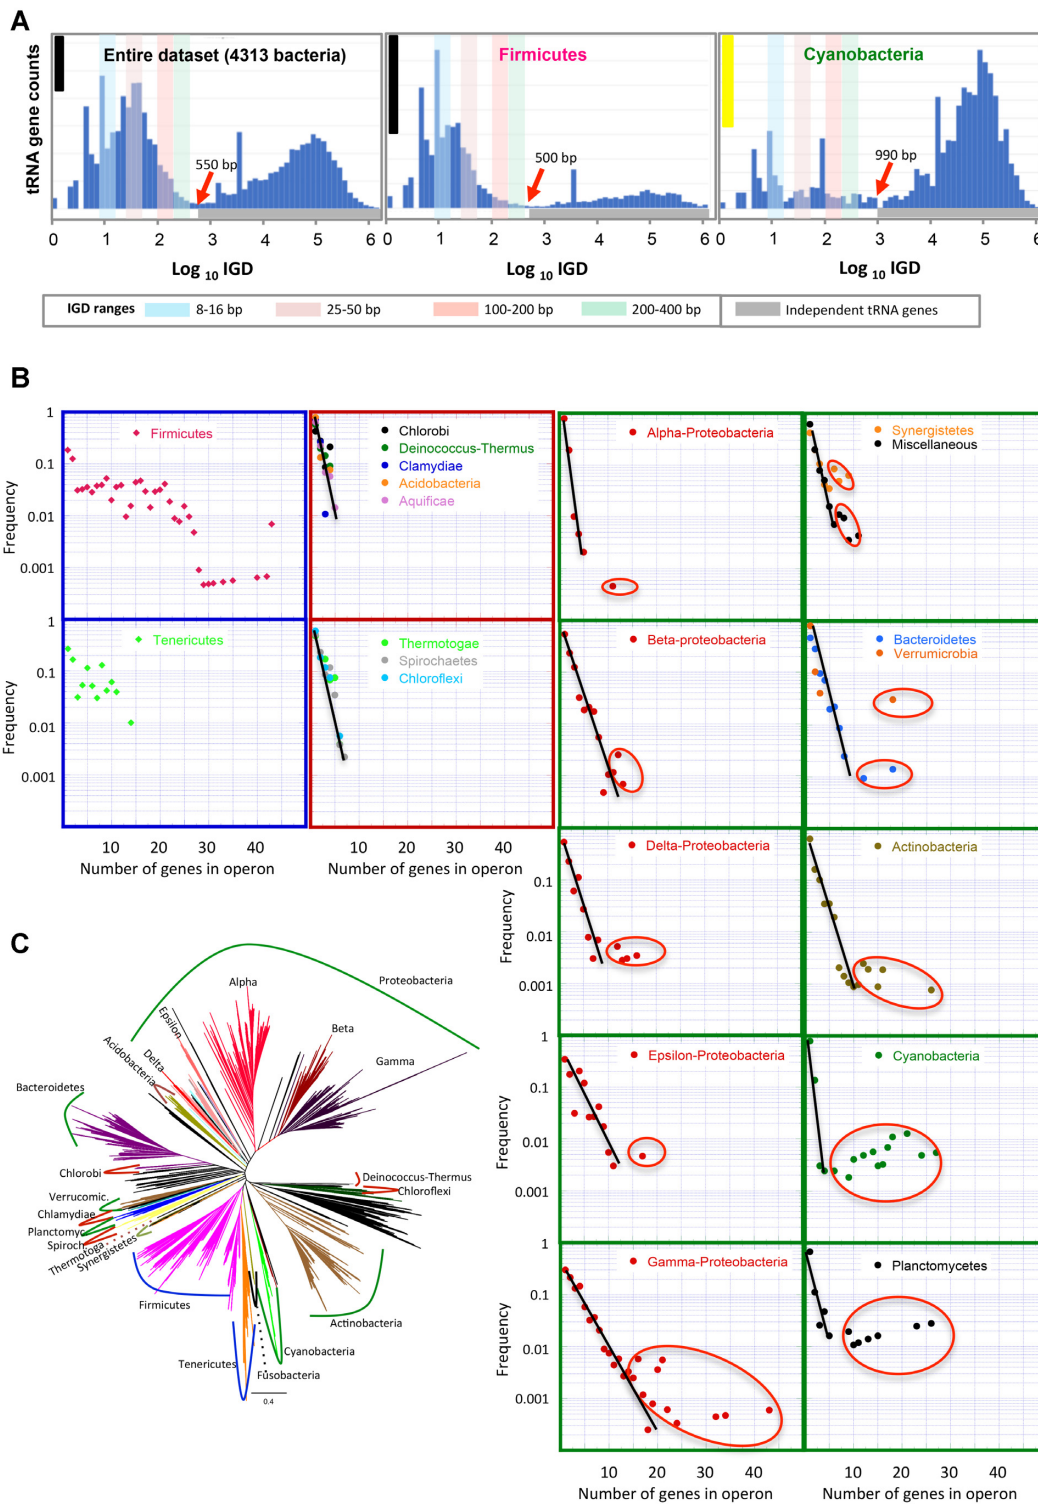 A
tRNA gene counts
Entire dataset (4313 bacteria)
550 bp
0 1 2 3 4 5 6
Log 10 IGD
Firmicutes
500 bp
0 1 2 3 4 5 6
Log 10 IGD
Cyanobacteria
990 bp
0 1 2 3 4 5 6
Log 10 IGD
IGD ranges 8-16 bp 25-50 bp 100-200 bp 200-400 bp Independent tRNA genes
B
Frequency
1
0.1
0.01
0.001
Firmicutes
Chlorobi
Deinococcus-Thermus
Clamydiae
Acidobacteria
Aquificae
Alpha-Proteobacteria
Synergistetes
Miscellaneous
Frequency
1
0.1
0.01
0.001
Tenericutes
Thermotogae
Spirochaetes
Chloroflexi
Beta-proteobacteria
Bacteroidetes
Verrumicrobia
10 20 30 40
Number of genes in operon
10 20 30 40
Number of genes in operon
Frequency
0.1
0.01
0.001
Delta-Proteobacteria
Actinobacteria
Frequency
1
0.1
0.01
0.001
Epsilon-Proteobacteria
Cyanobacteria
Frequency
1
0.1
0.01
0.001
Gamma-Proteobacteria
Planctomycetes
10 20 30 40
Number of genes in operon
10 20 30 40
Number of genes in operon
C
Proteobacteria
Alpha
Epsilon
Beta
Delta
Acidobacteria
Gamma
Bacteroidetes
Chlorobi
Deinococcus-Thermus
Chloroflexi
Verrucomic.
Chlamydiae
Planctomyc.
Spiroch.
Thermotoga
Synergistetes
Firmicutes
Actinobacteria
Cyanobacteria
Tenericutes
Fusobacteria
0.4